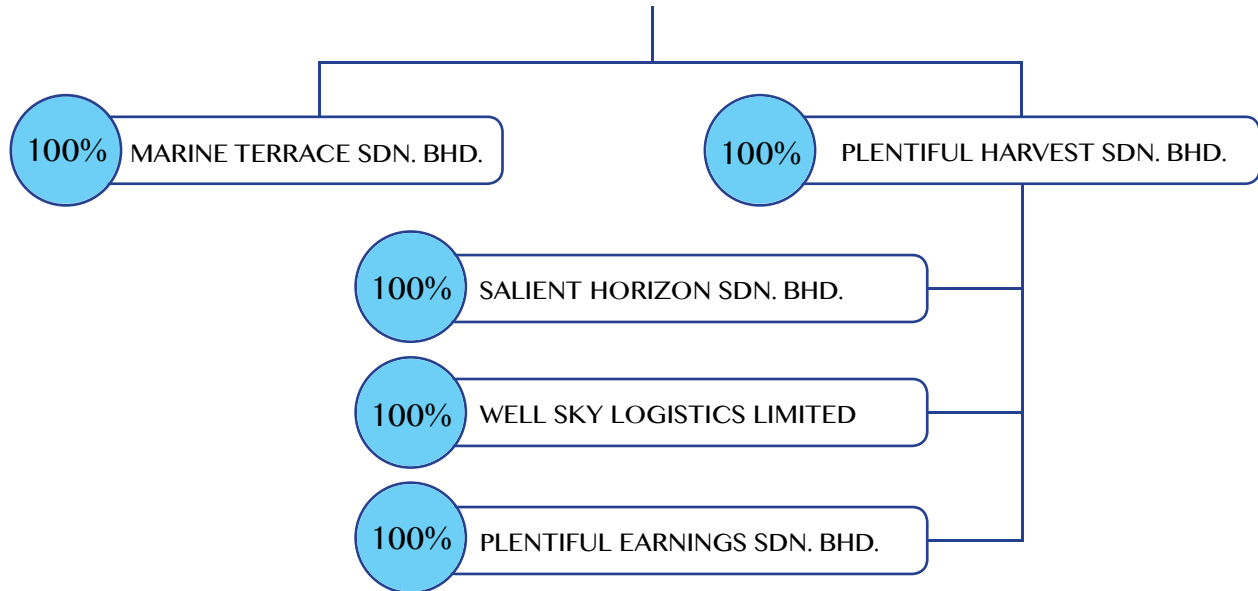 100% MARINE TERRACE SDN. BHD.
100% PLENTIFUL HARVEST SDN. BHD.
100% SALIENT HORIZON SDN. BHD.
100% WELL SKY LOGISTICS LIMITED
100% PLENTIFUL EARNINGS SDN. BHD.